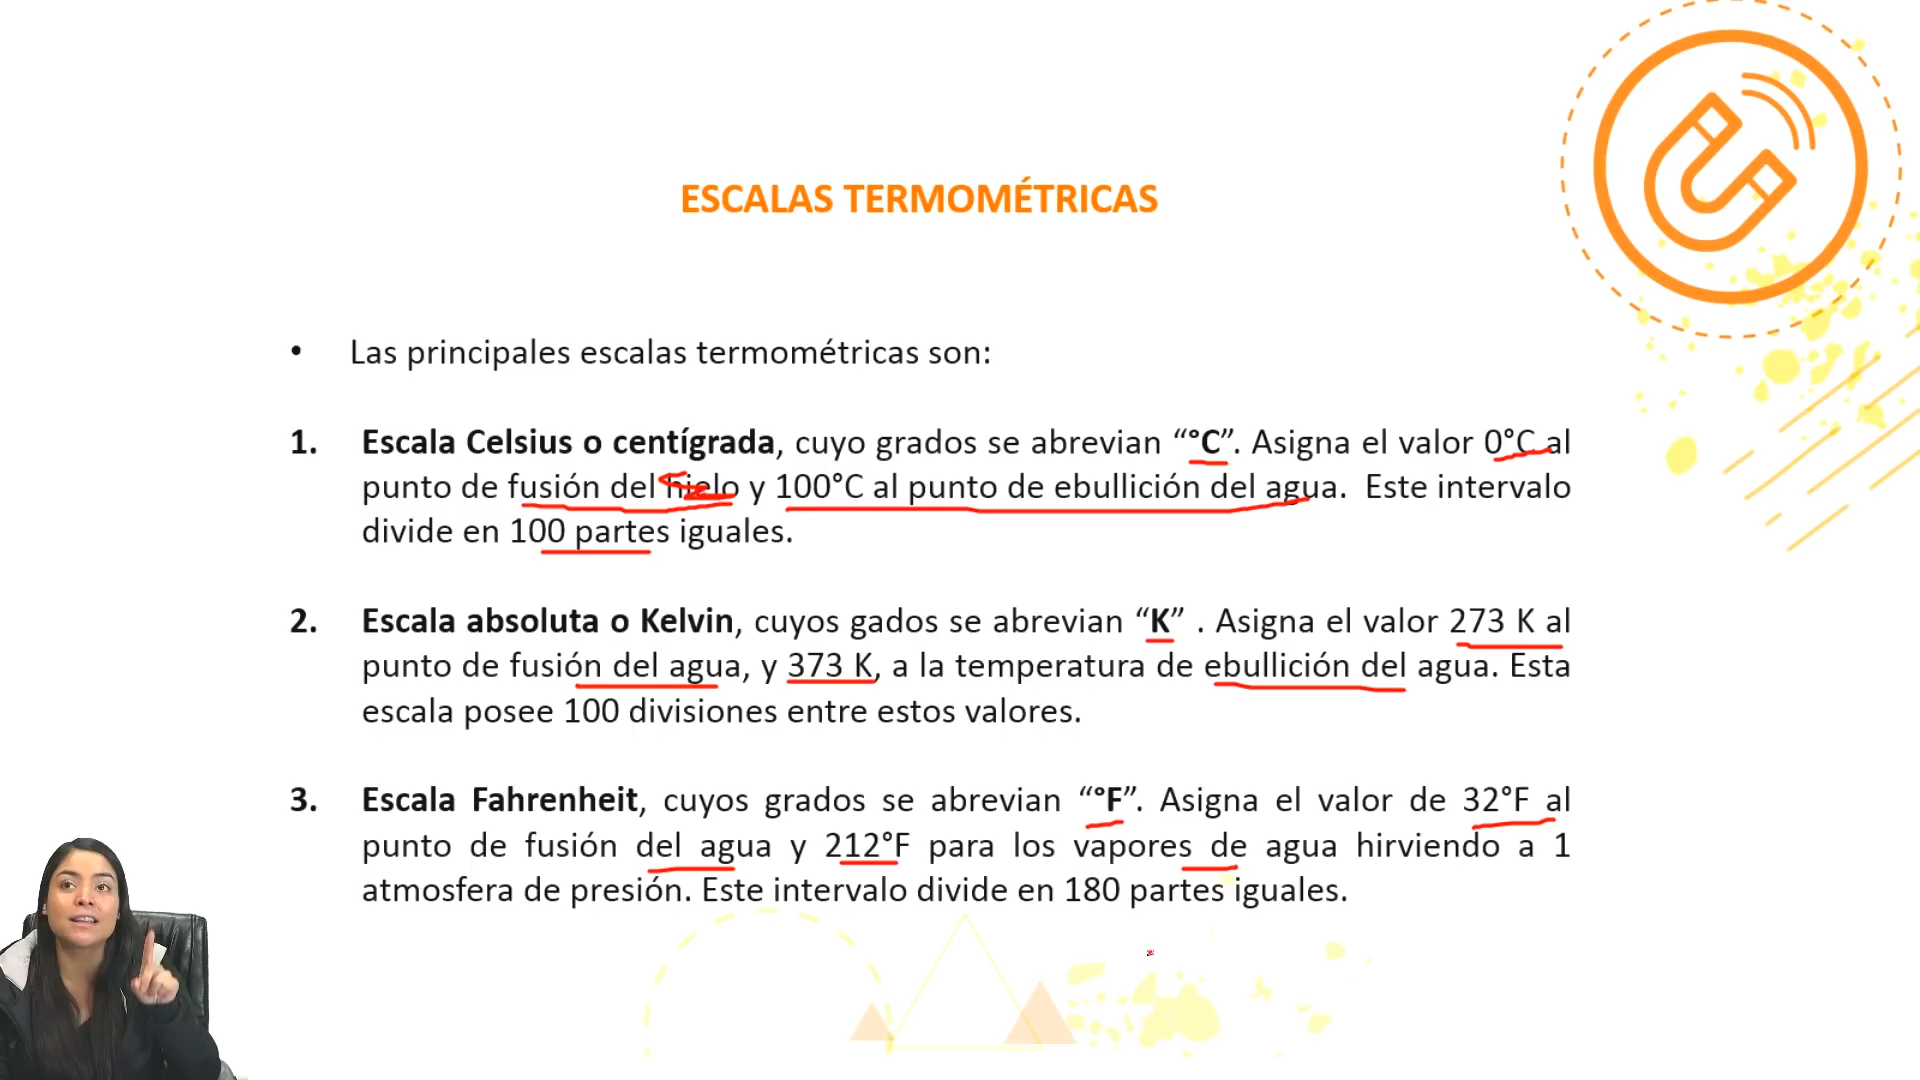 ESCALAS TERMOMÉTRICAS
• Las principales escalas termométricas son:
1. Escala Celsius o centígrada, cuyo grados se abrevian “°C”. Asigna el valor 0°C al
punto de fusión del hielo y 100°C al punto de ebullición del agua. Este intervalo
divide en 100 partes iguales.
2. Escala absoluta o Kelvin, cuyos gados se abrevian “K” . Asigna el valor 273 K al
punto de fusión del agua, y 373 K, a la temperatura de ebullición del agua. Esta
escala posee 100 divisiones entre estos valores.
3. Escala Fahrenheit, cuyos grados se abrevian “°F”. Asigna el valor de 32°F al
punto de fusión del agua y 212°F para los vapores de agua hirviendo a 1
atmosfera de presión. Este intervalo divide en 180 partes iguales.